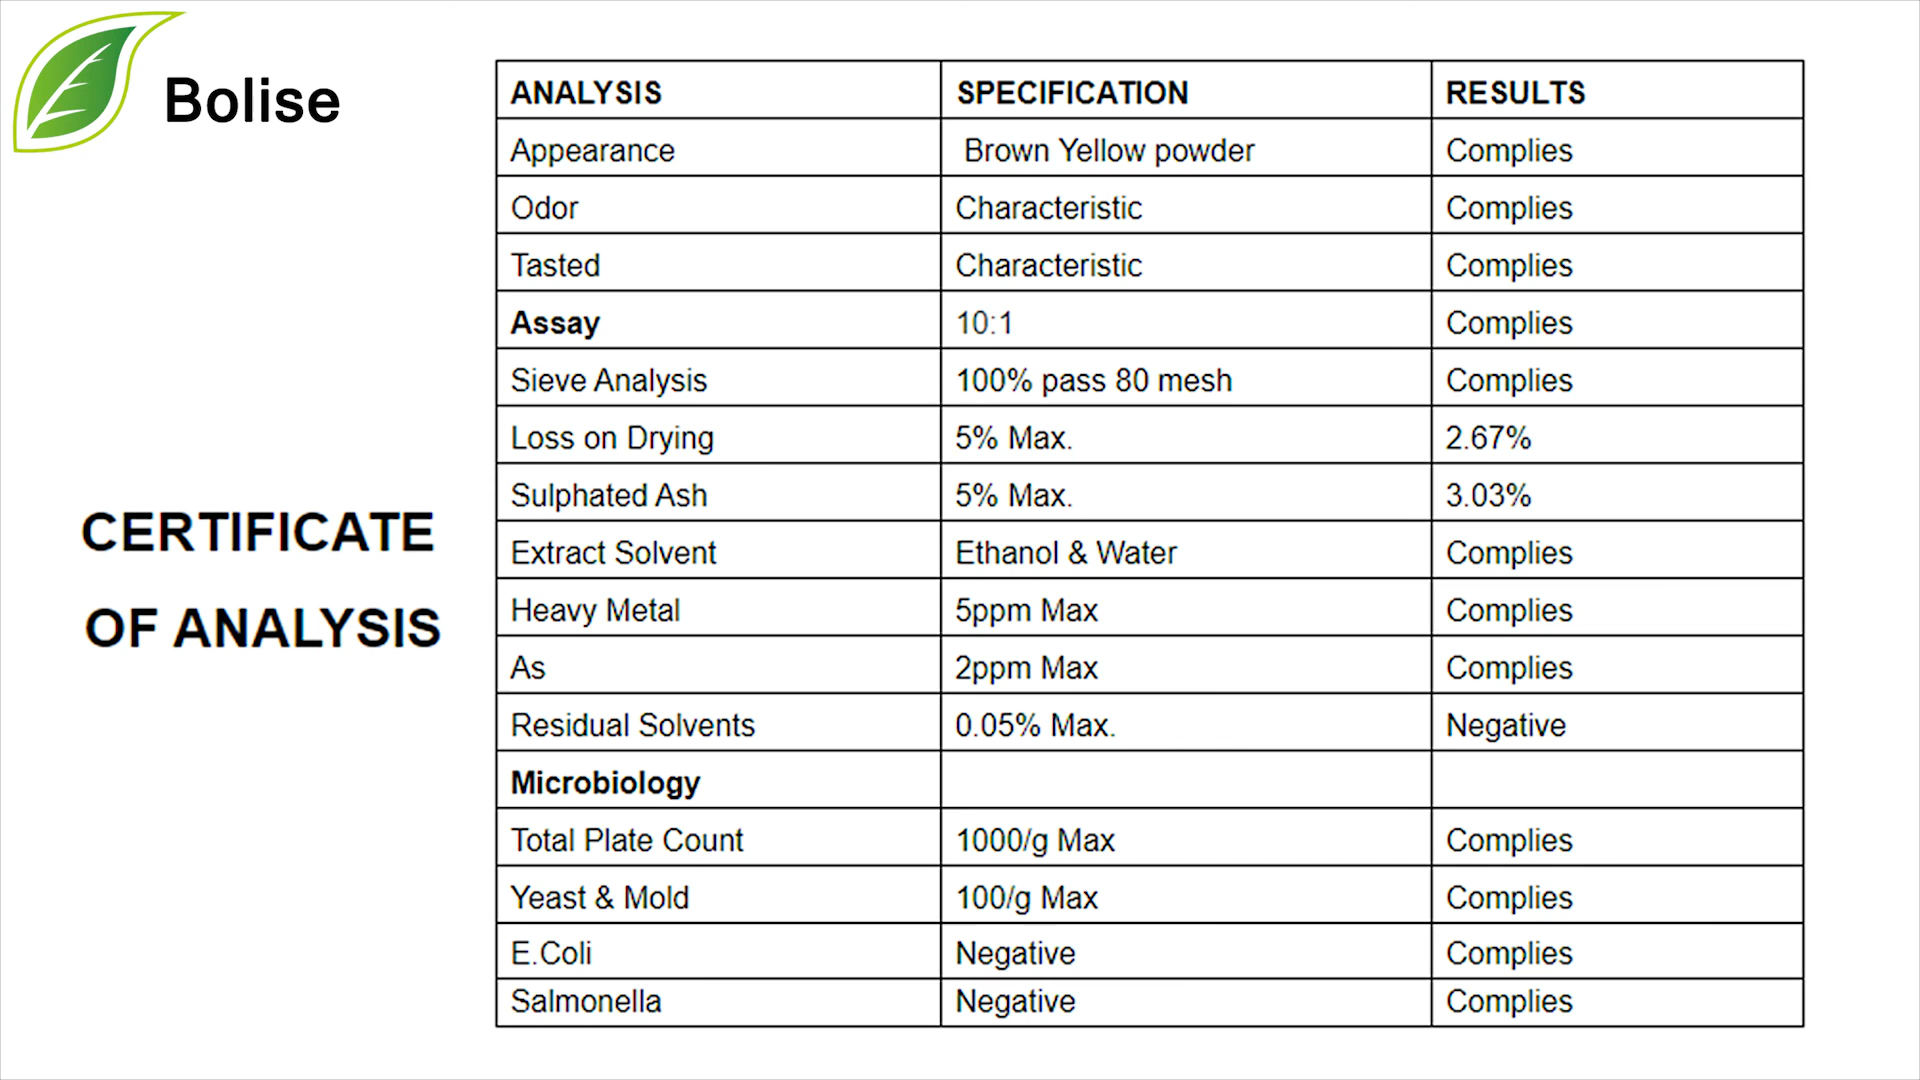 Bolise
CERTIFICATE
OF ANALYSIS
ANALYSIS SPECIFICATION RESULTS
Appearance Brown Yellow powder Complies
Odor Characteristic Complies
Tasted Characteristic Complies
Assay 10:1 Complies
Sieve Analysis 100% pass 80 mesh Complies
Loss on Drying 5% Max. 2.67%
Sulphated Ash 5% Max. 3.03%
Extract Solvent Ethanol & Water Complies
Heavy Metal 5ppm Max Complies
As 2ppm Max Complies
Residual Solvents 0.05% Max. Negative
Microbiology
Total Plate Count 1000/g Max Complies
Yeast & Mold 100/g Max Complies
E.Coli Negative Complies
Salmonella Negative Complies